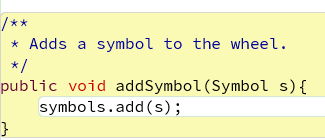 /**
 * Adds a symbol to the wheel.
 */
public void addSymbol(Symbol s){
    symbols.add(s);
}